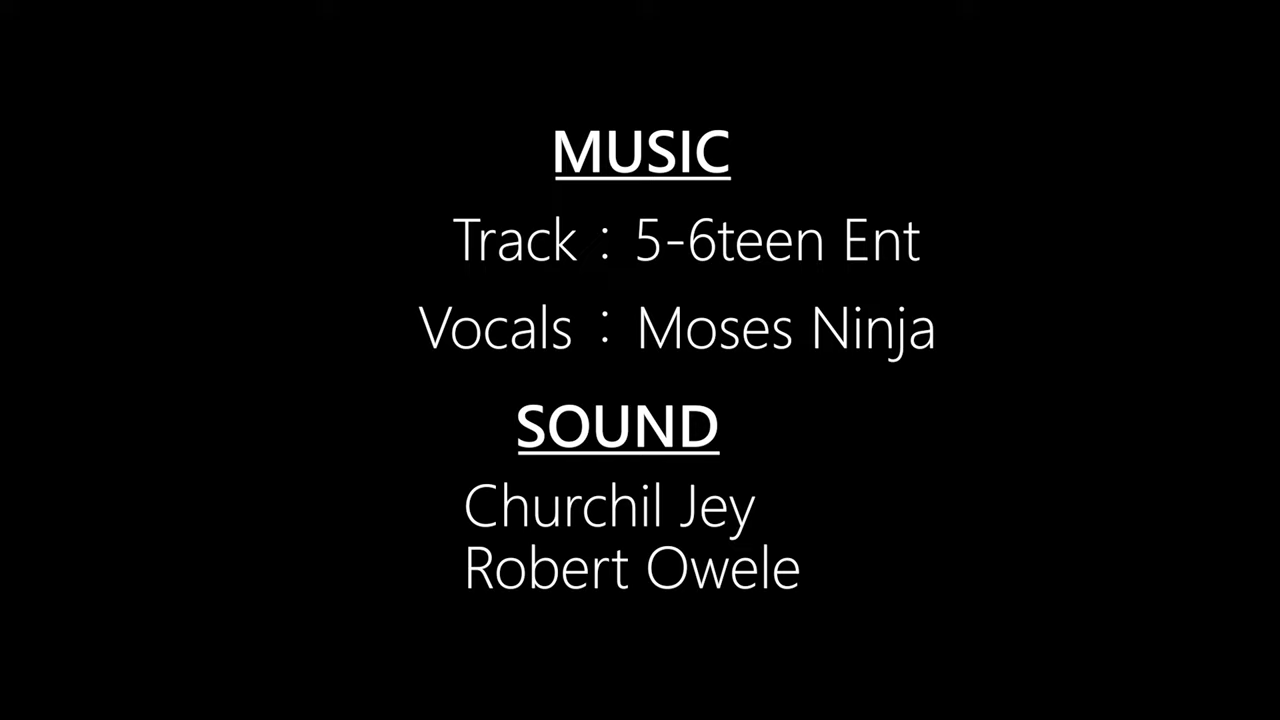 MUSIC
Track : 5-6teen Ent
Vocals : Moses Ninja
SOUND
Churchil Jey
Robert Owele